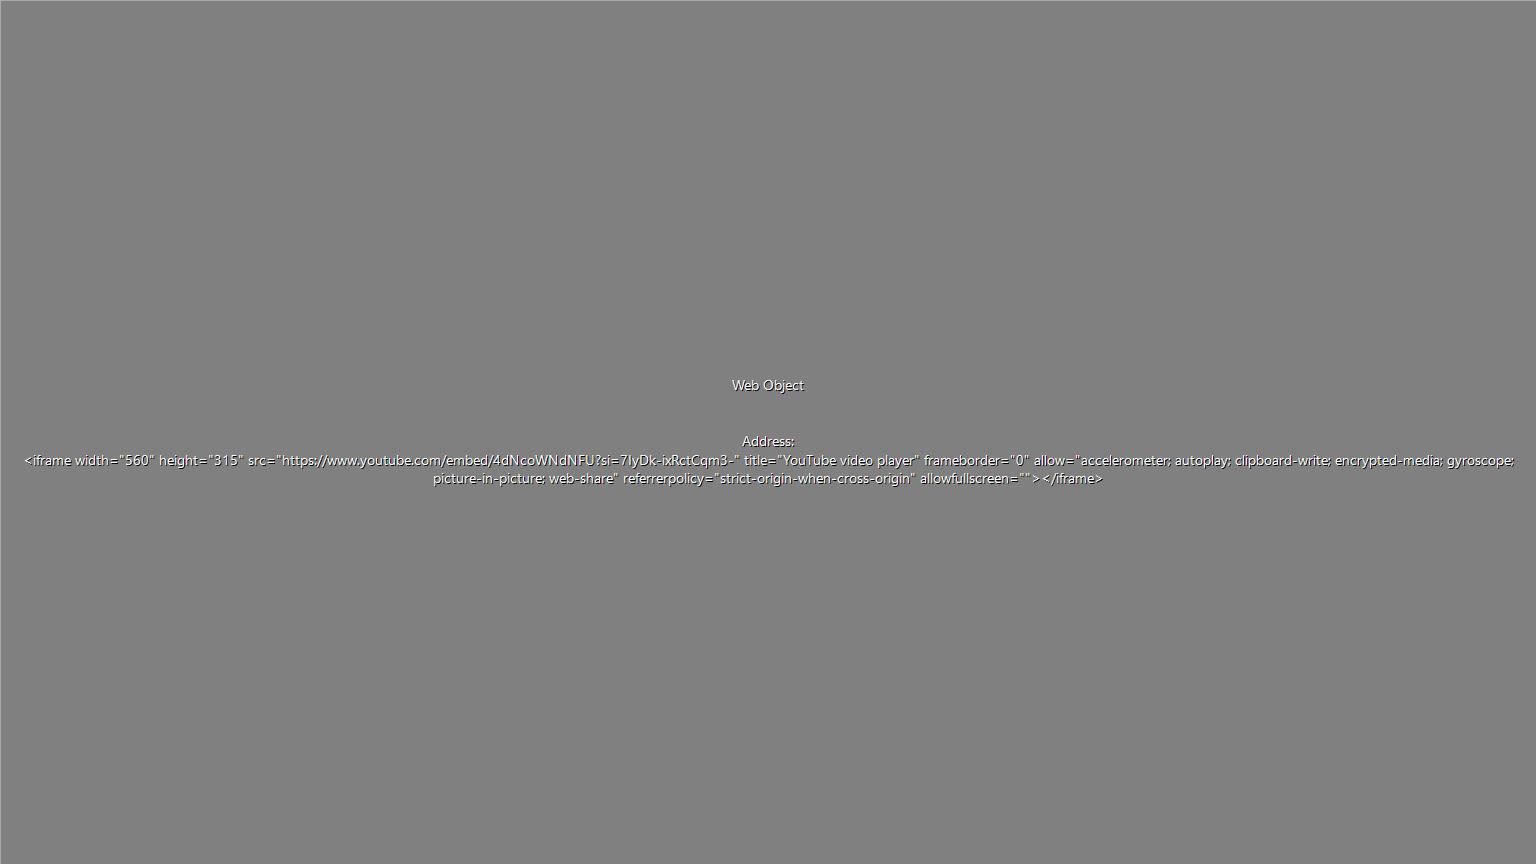 Web Object
Address:
<iframe width="560" height="315" src="https://www.youtube.com/embed/4dNcoWNdNFU?si=7IyDk-ixRctCqm3-" title="YouTube video player" frameborder="0" allow="accelerometer; autoplay; clipboard-write; encrypted-media; gyroscope;
picture-in-picture; web-share" referrerpolicy="strict-origin-when-cross-origin" allowfullscreen=""></iframe>